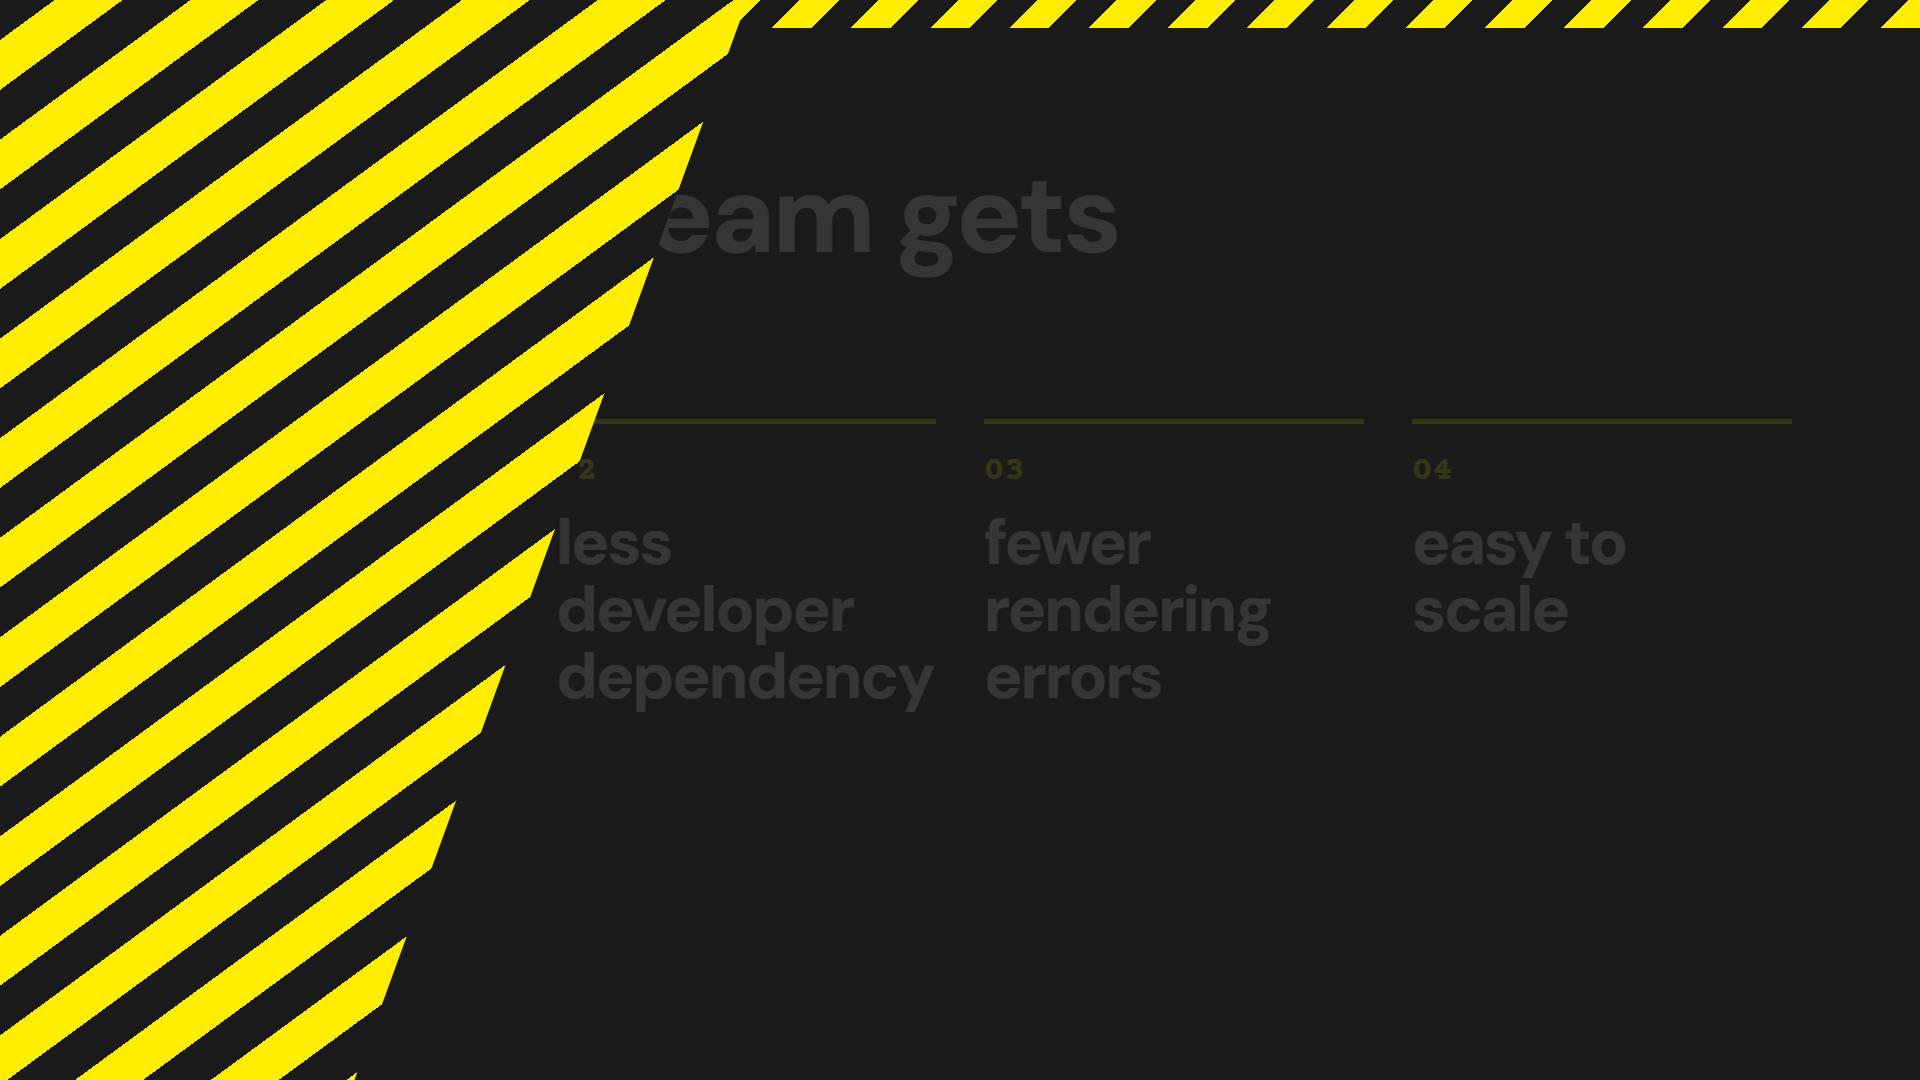 eam gets
2
03
04
less
developer
dependency
fewer
rendering
errors
easy to
scale